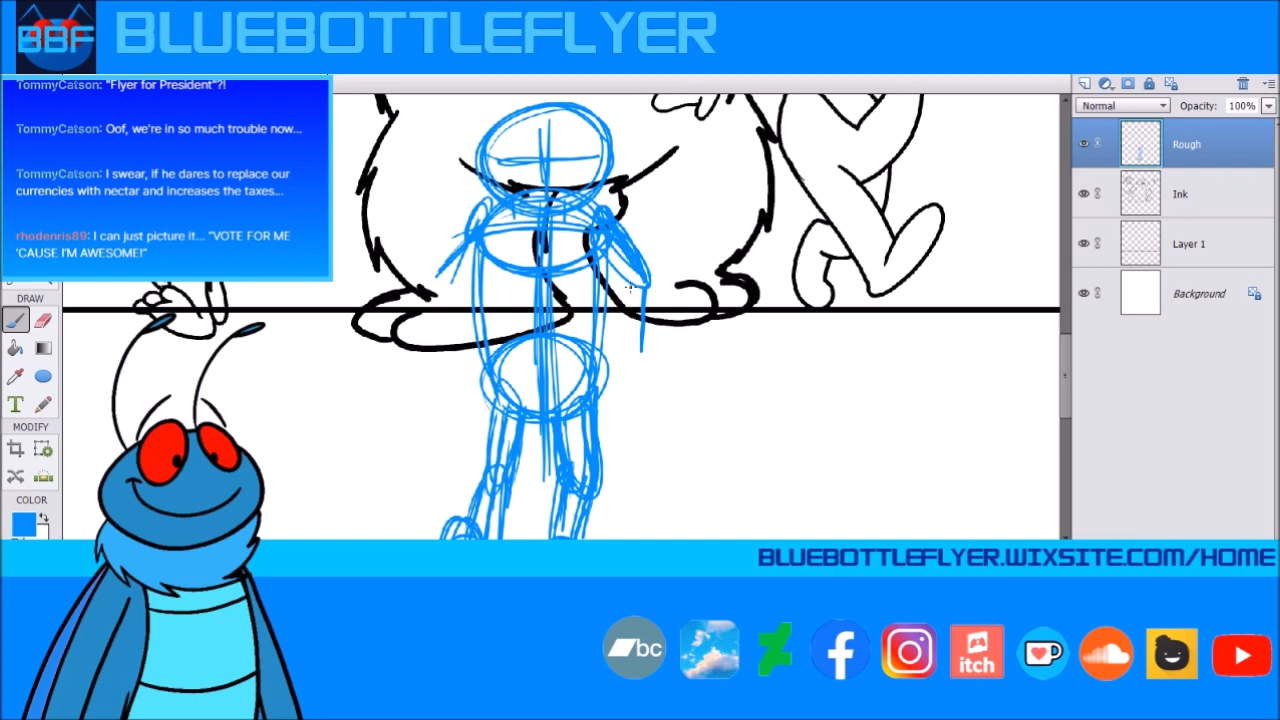 BBF
BLUEBOTTLEFLYER
TommyCatson: "Flyer for President"?!
TommyCatson: Oof, we're in so much trouble now...
TommyCatson: I swear, if he dares to replace our
currencies with nectar and increases the taxes...
rhodenris89: I can just picture it... "VOTE FOR ME
'CAUSE I'M AWESOME!"
DRAW
T
MODIFY
COLOR
Normal
Opacity: 100%
Rough
Ink
Layer 1
Background
BLUEBOTTLEFLYER.WIXSITE.COM/HOME
bc
itch